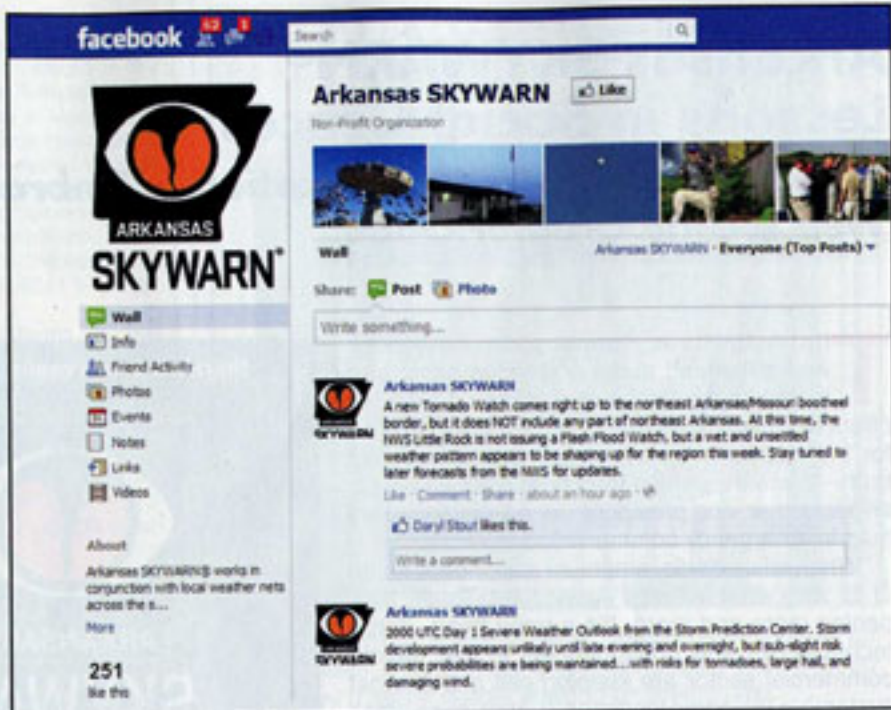 facebook 62 1
Search
ARKANSAS
SKYWARN®
Wall
Info
Friend Activity
Photos
Events
Notes
Links
Videos
About
Arkansas SKYWARN® works in
conjunction with local weather nets
across the s...
More
251
like this
Arkansas SKYWARN Like
Non-Profit Organization
Wall Arkansas SKYWARN · Everyone (Top Posts)
Share: Post Photo
Write something...
Arkansas SKYWARN
A new Tornado Watch comes right up to the northeast Arkansas/Missouri bootheel
border, but it does NOT include any part of northeast Arkansas. At this time, the
NWS Little Rock is not issuing a Flash Flood Watch, but a wet and unsettled
weather pattern appears to be shaping up for the region this week. Stay tuned to
later forecasts from the NWS for updates.
Like · Comment · Share · about an hour ago ·
Daryl Stout likes this.
Write a comment...
Arkansas SKYWARN
2000 UTC Day 1 Severe Weather Outlook from the Storm Prediction Center. Storm
development appears unlikely until late evening and overnight, but sub-slight risk
severe probabilities are being maintained...with risks for tornadoes, large hail, and
damaging wind.
SKYWARN
SKYWARN